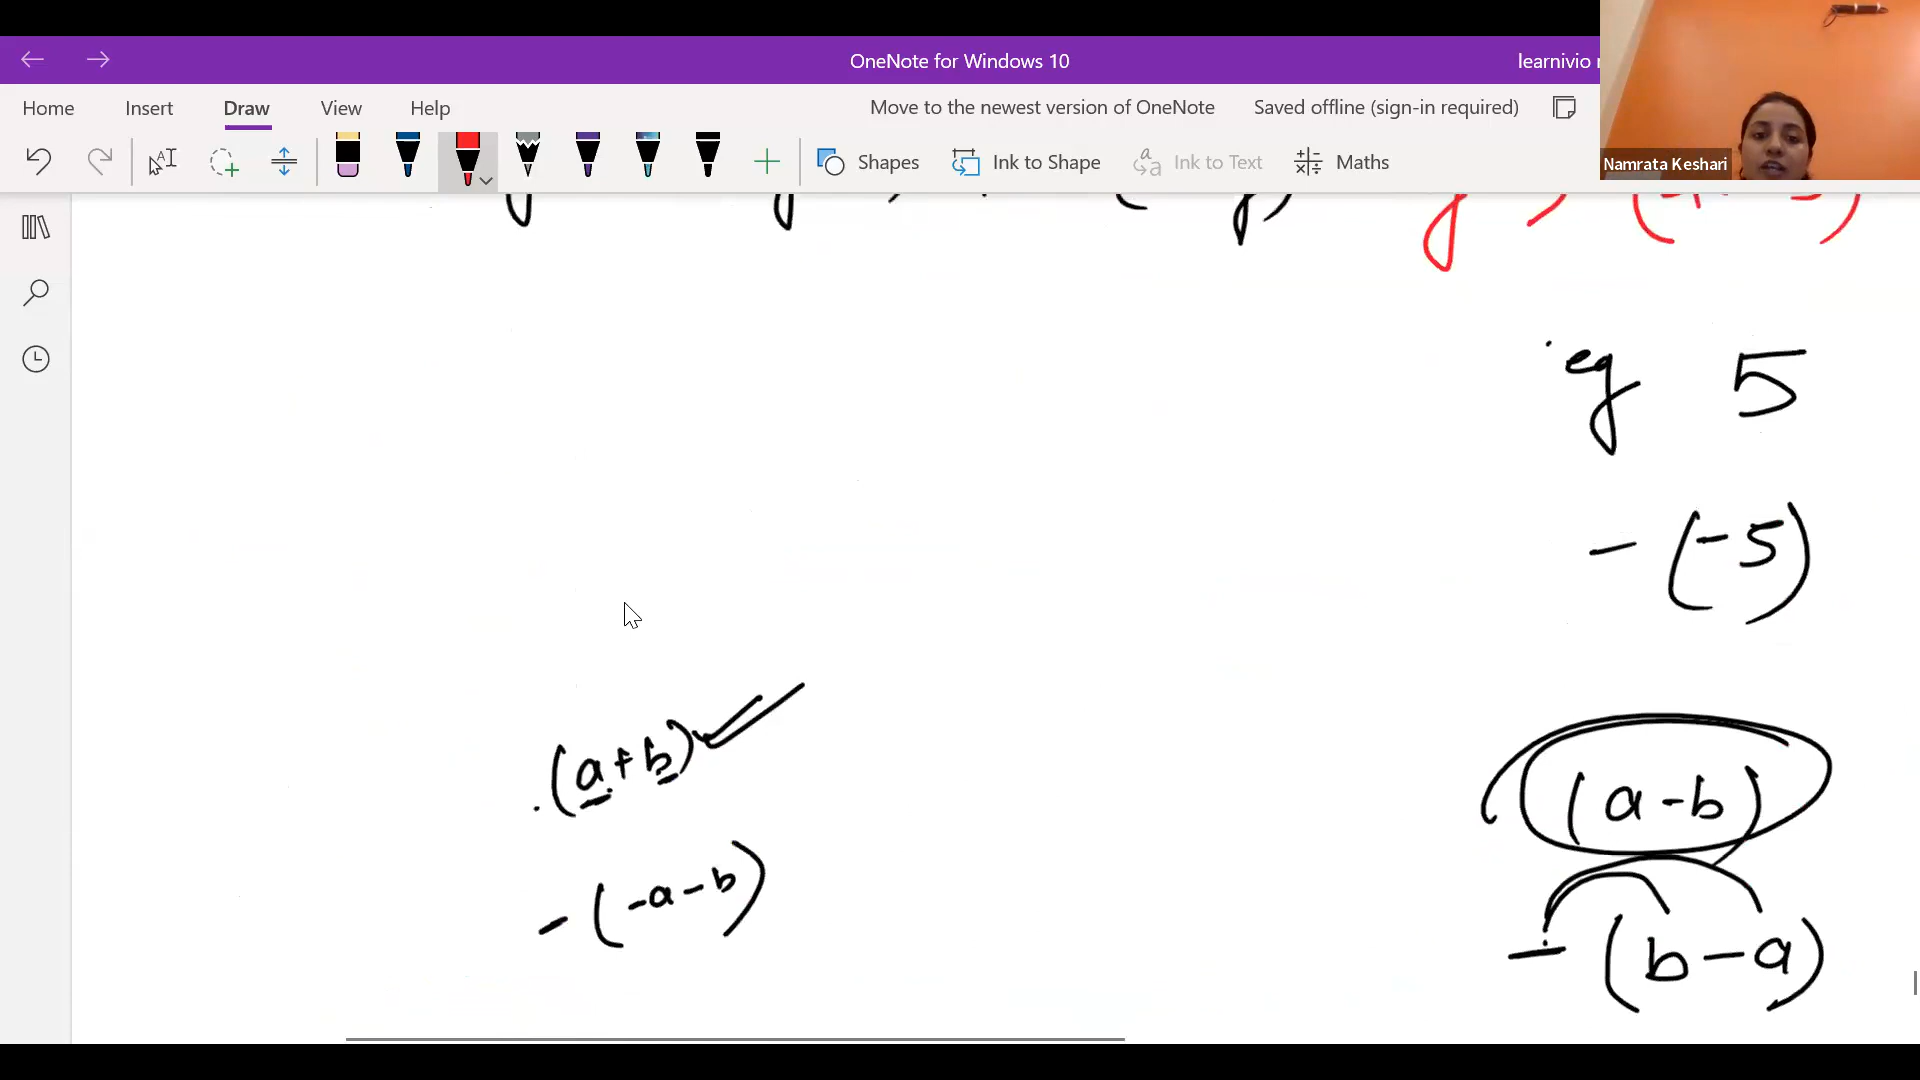 OneNote for Windows 10
learnivio
Home Insert Draw View Help
Move to the newest version of OneNote Saved offline (sign-in required)
Shapes Ink to Shape Ink to Text Maths
Namrata Keshari
eg 5
- (-5)
(a+b)
(a-b)
- (-a-b)
- (b-a)